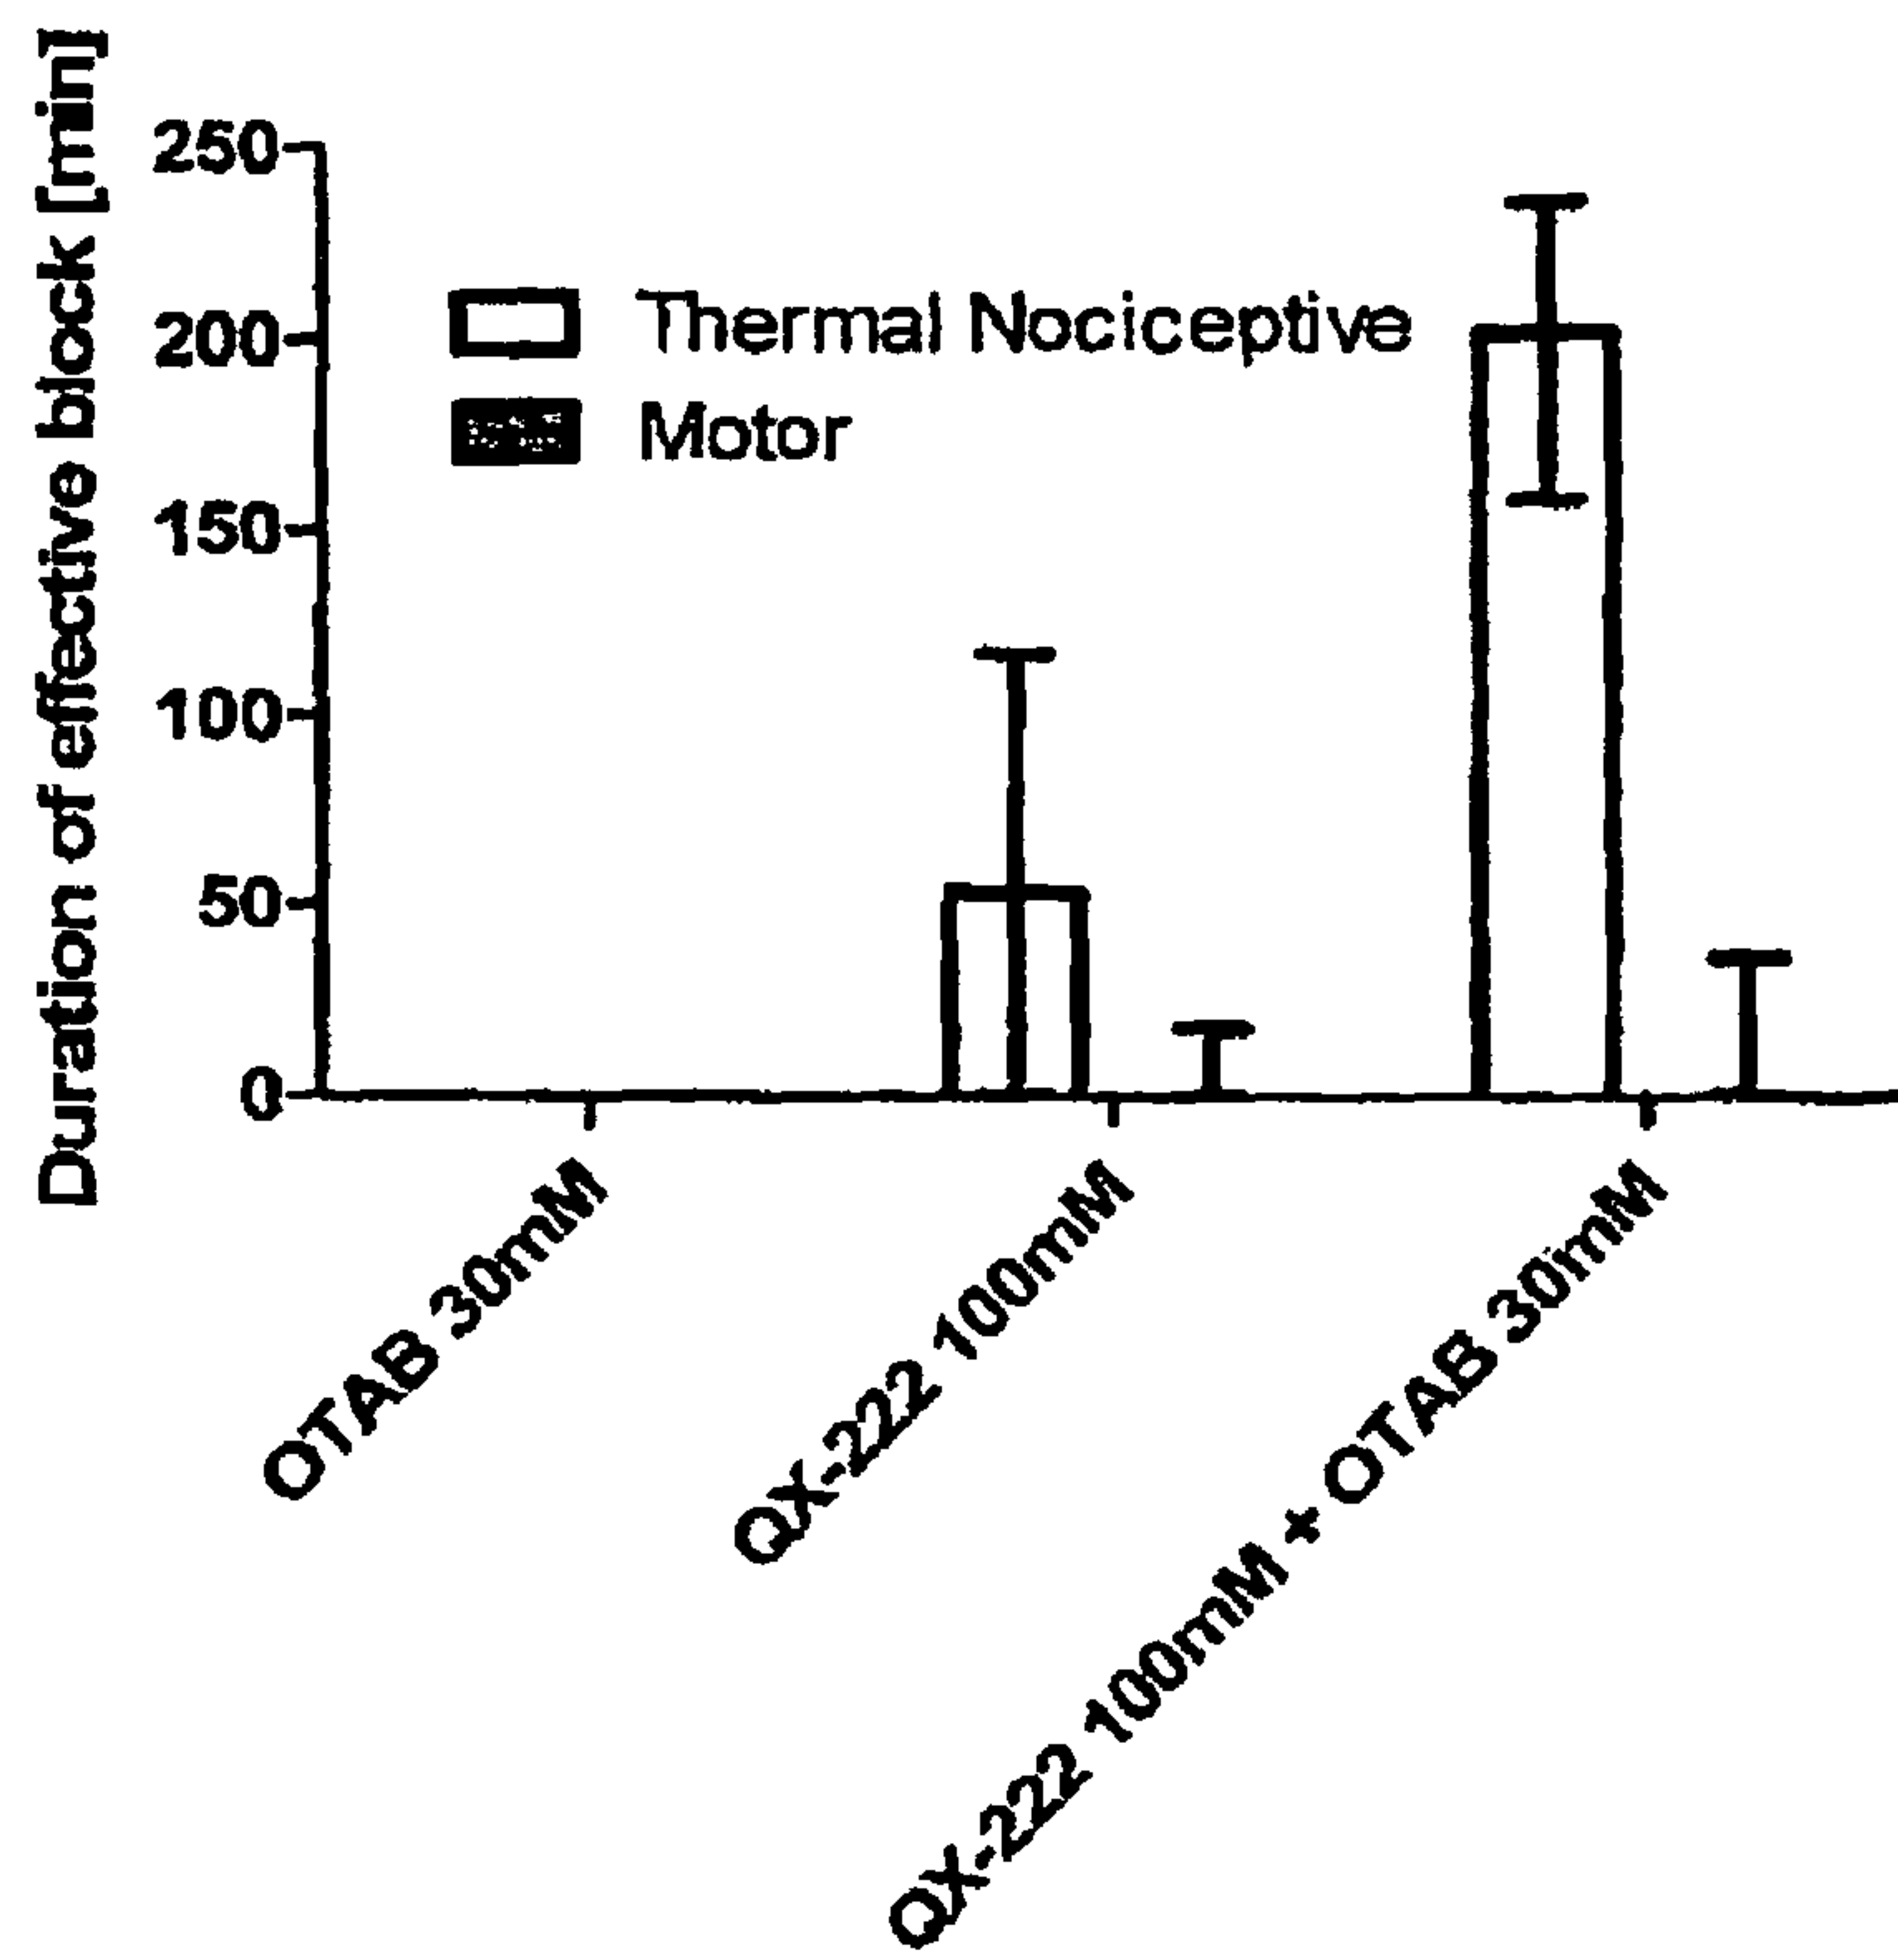 Duration of effective block [min]
250
200
150
100
50
0
Thermal Nociceptive
Motor
OTAB 30mM
QX-222 100mM
QX-222 100mM + OTAB 30mM